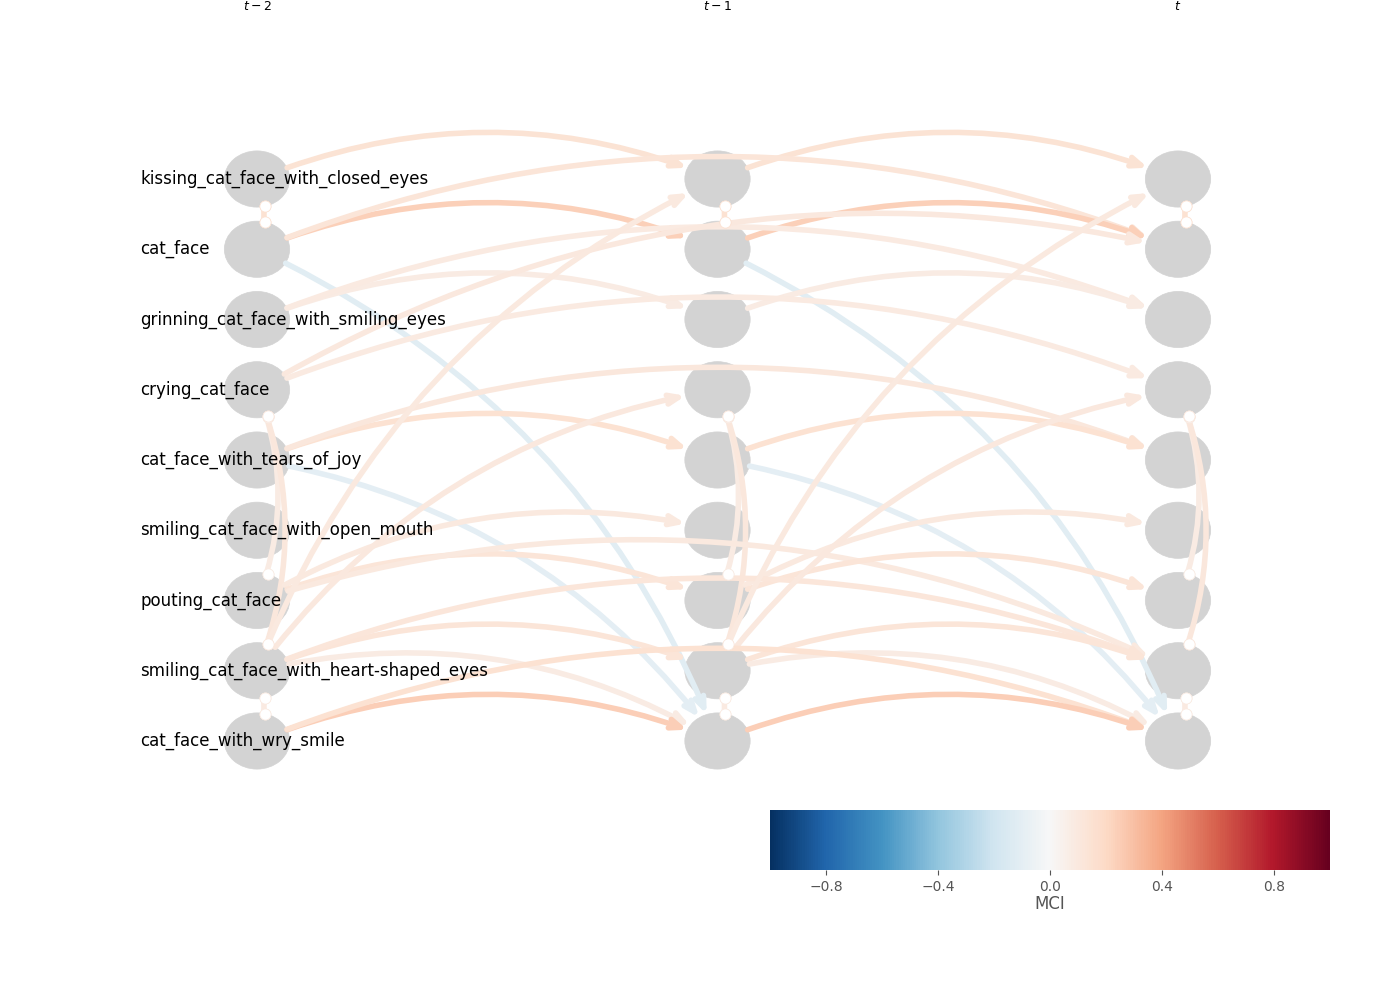 t − 2 t − 1 t
kissing_cat_face_with_closed_eyes
cat_face
grinning_cat_face_with_smiling_eyes
crying_cat_face
cat_face_with_tears_of_joy
smiling_cat_face_with_open_mouth
pouting_cat_face
smiling_cat_face_with_heart-shaped_eyes
cat_face_with_wry_smile
−0.8 −0.4 0.0 0.4 0.8
MCI